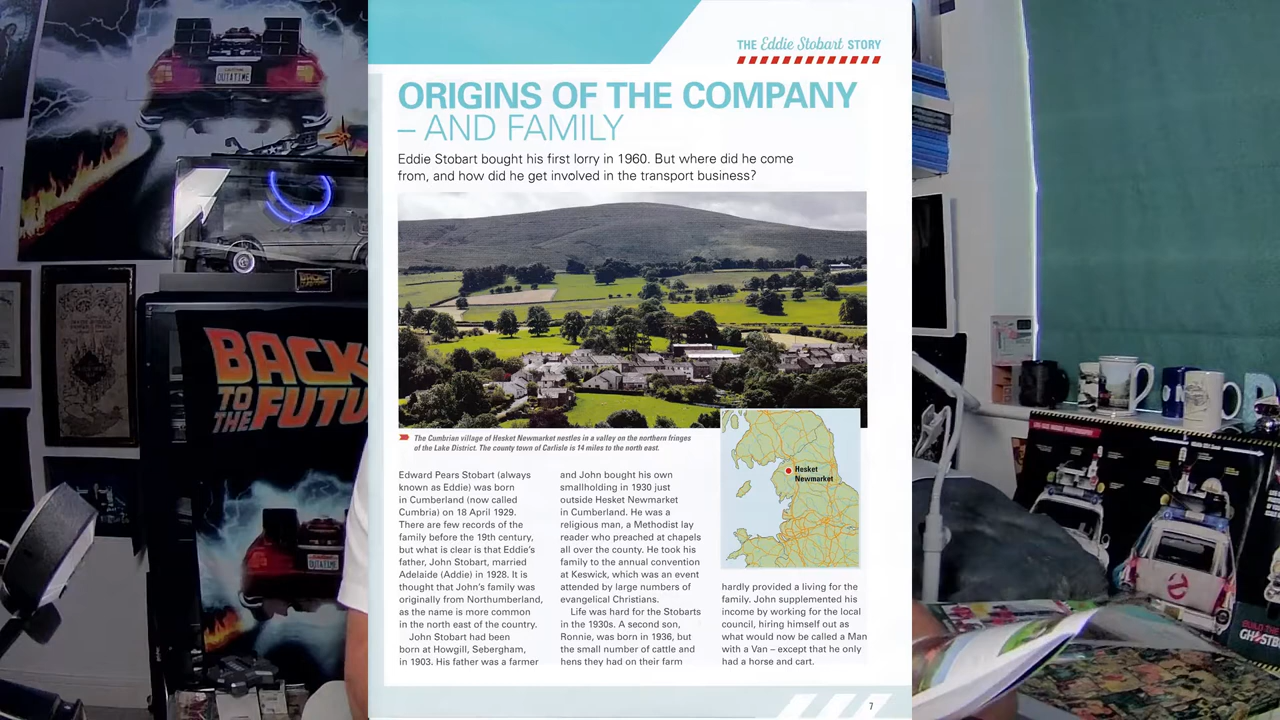 THE Eddie Stobart STORY
ORIGINS OF THE COMPANY
– AND FAMILY
Eddie Stobart bought his first lorry in 1960. But where did he come
from, and how did he get involved in the transport business?
The Cumbrian village of Hesket Newmarket nestles in a valley on the northern fringes
of the Lake District. The county town of Carlisle is 14 miles to the north east.
Hesket
Newmarket
Edward Pears Stobart (always
known as Eddie) was born
in Cumberland (now called
Cumbria) on 18 April 1929.
There are few records of the
family before the 19th century,
but what is clear is that Eddie's
father, John Stobart, married
Adelaide (Addie) in 1928. It is
thought that John's family was
originally from Northumberland,
as the name is more common
in the north east of the country.
John Stobart had been
born at Howgill, Sebergham,
in 1903. His father was a farmer
and John bought his own
smallholding in 1930 just
outside Hesket Newmarket
in Cumberland. He was a
religious man, a Methodist lay
reader who preached at chapels
all over the county. He took his
family to the annual convention
at Keswick, which was an event
attended by large numbers of
evangelical Christians.
Life was hard for the Stobarts
in the 1930s. A second son,
Ronnie, was born in 1936, but
the small number of cattle and
hens they had on their farm
hardly provided a living for the
family. John supplemented his
income by working for the local
council, hiring himself out as
what would now be called a Man
with a Van – except that he only
had a horse and cart.
7
OUTATIME
BACK
TO
THE FUTU
OUTATIME
BUILD THE